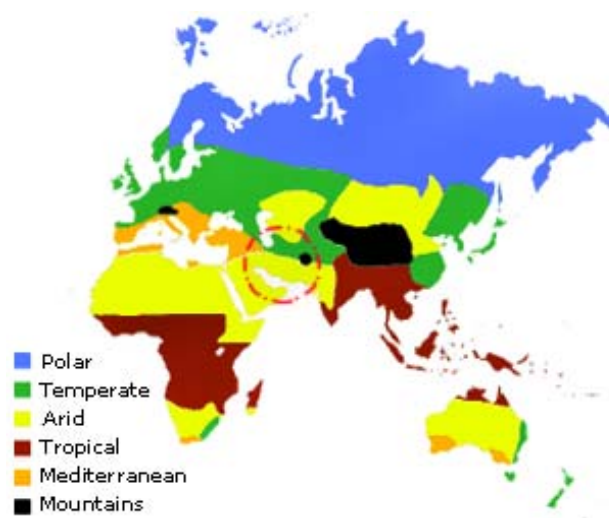 Polar
Temperate
Arid
Tropical
Mediterranean
Mountains